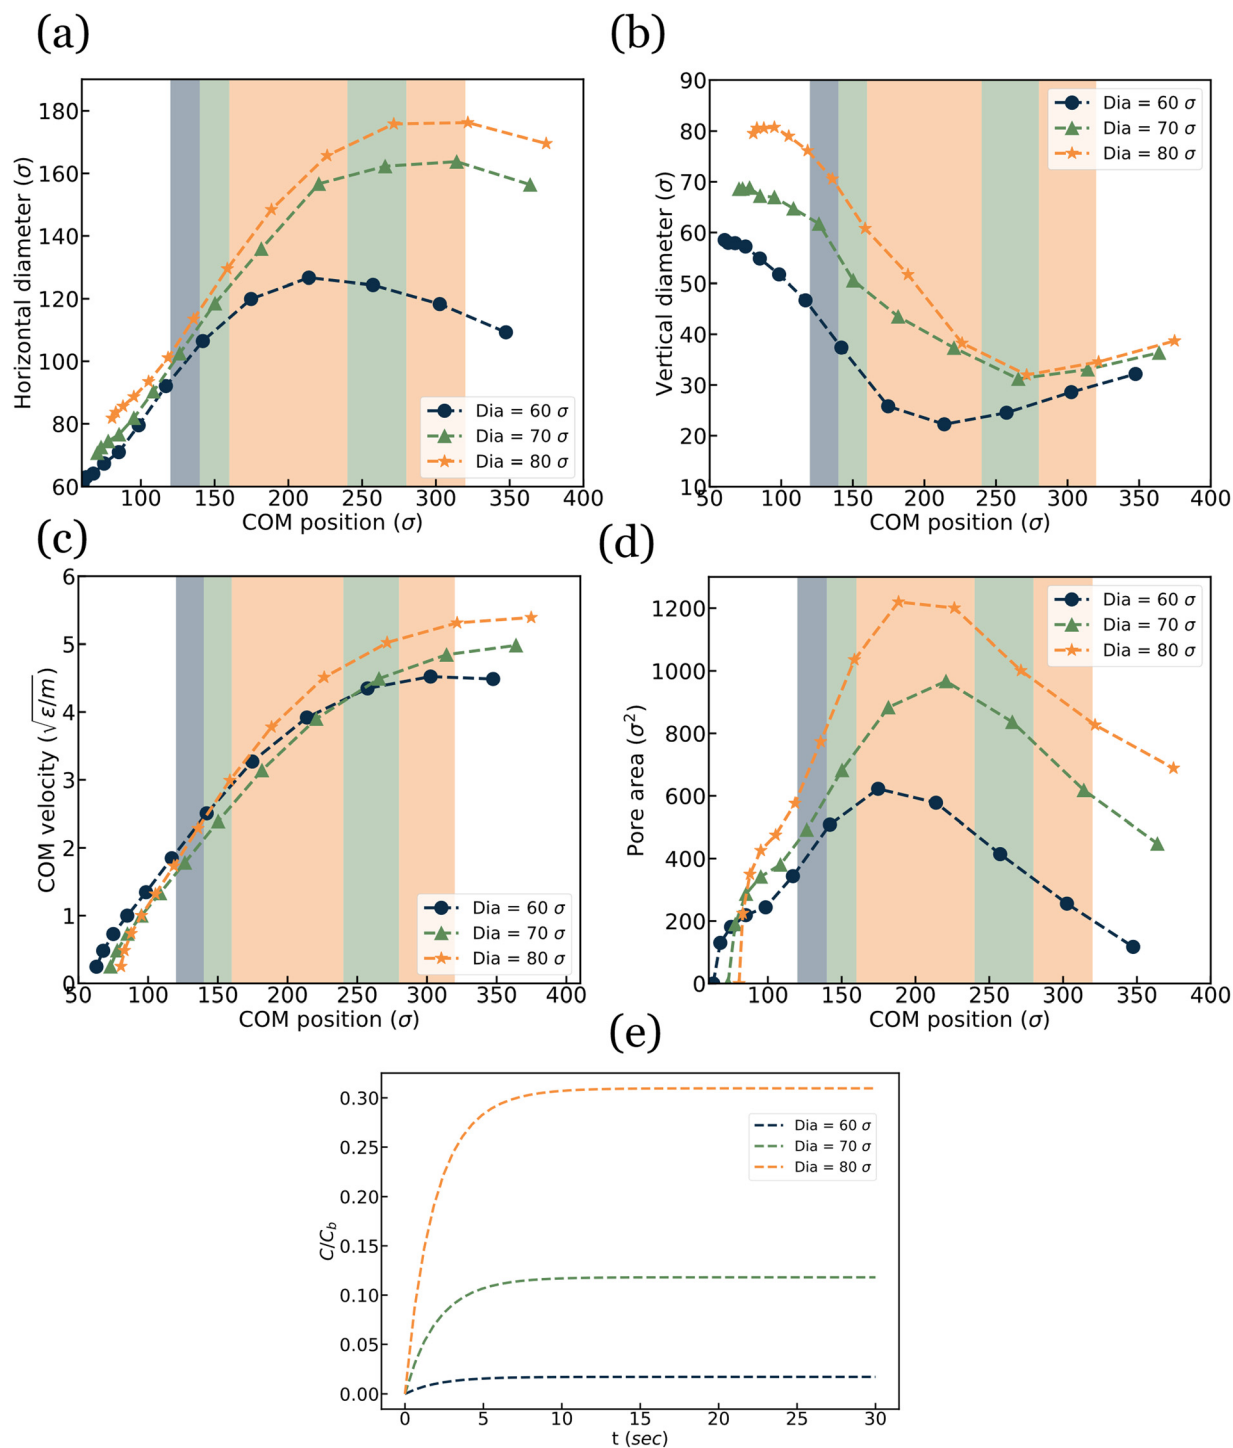 (a)
Horizontal diameter (σ)
180
160
140
120
100
80
60
100 150 200 250 300 350 400
COM position (σ)
Dia = 60 σ
Dia = 70 σ
Dia = 80 σ
(b)
Vertical diameter (σ)
90
80
70
60
50
40
30
20
10
50 100 150 200 250 300 350 400
COM position (σ)
Dia = 60 σ
Dia = 70 σ
Dia = 80 σ
(c)
COM velocity (√ε/m)
6
5
4
3
2
1
0
50 100 150 200 250 300 350 400
COM position (σ)
Dia = 60 σ
Dia = 70 σ
Dia = 80 σ
(d)
Pore area (σ²)
1200
1000
800
600
400
200
0
100 150 200 250 300 350 400
COM position (σ)
Dia = 60 σ
Dia = 70 σ
Dia = 80 σ
(e)
C/C_b
0.30
0.25
0.20
0.15
0.10
0.05
0.00
0 5 10 15 20 25 30
t (sec)
Dia = 60 σ
Dia = 70 σ
Dia = 80 σ